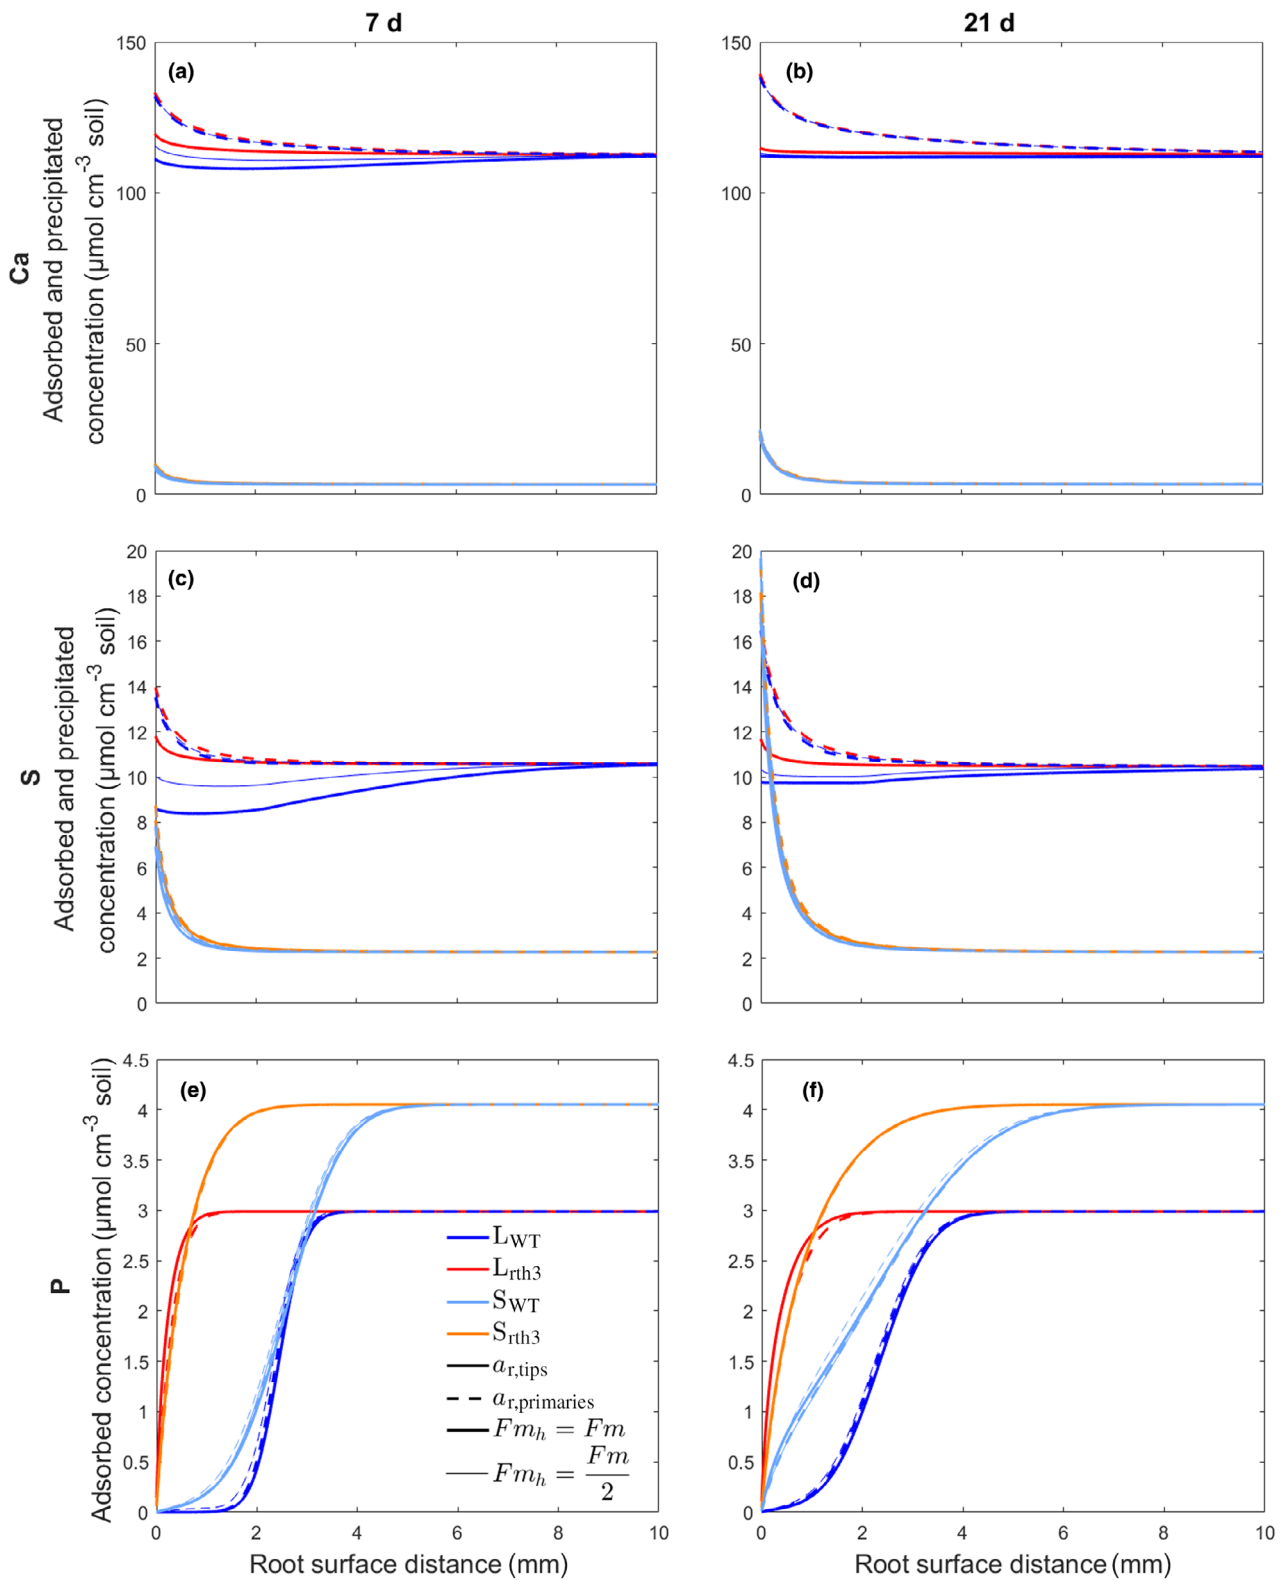 7 d
21 d
Ca
Adsorbed and precipitated
concentration (µmol cm⁻³ soil)
(a)
150
100
50
0
(b)
150
100
50
0
S
Adsorbed and precipitated
concentration (µmol cm⁻³ soil)
(c)
20
18
16
14
12
10
8
6
4
2
0
(d)
20
18
16
14
12
10
8
6
4
2
0
P
Adsorbed concentration (µmol cm⁻³ soil)
(e)
4.5
4
3.5
3
2.5
2
1.5
1
0.5
0
L_WT
L_rth3
S_WT
S_rth3
a_r,tips
a_r,primaries
Fm_h = Fm
Fm_h = Fm/2
0 2 4 6 8 10
Root surface distance (mm)
(f)
4.5
4
3.5
3
2.5
2
1.5
1
0.5
0
0 2 4 6 8 10
Root surface distance (mm)